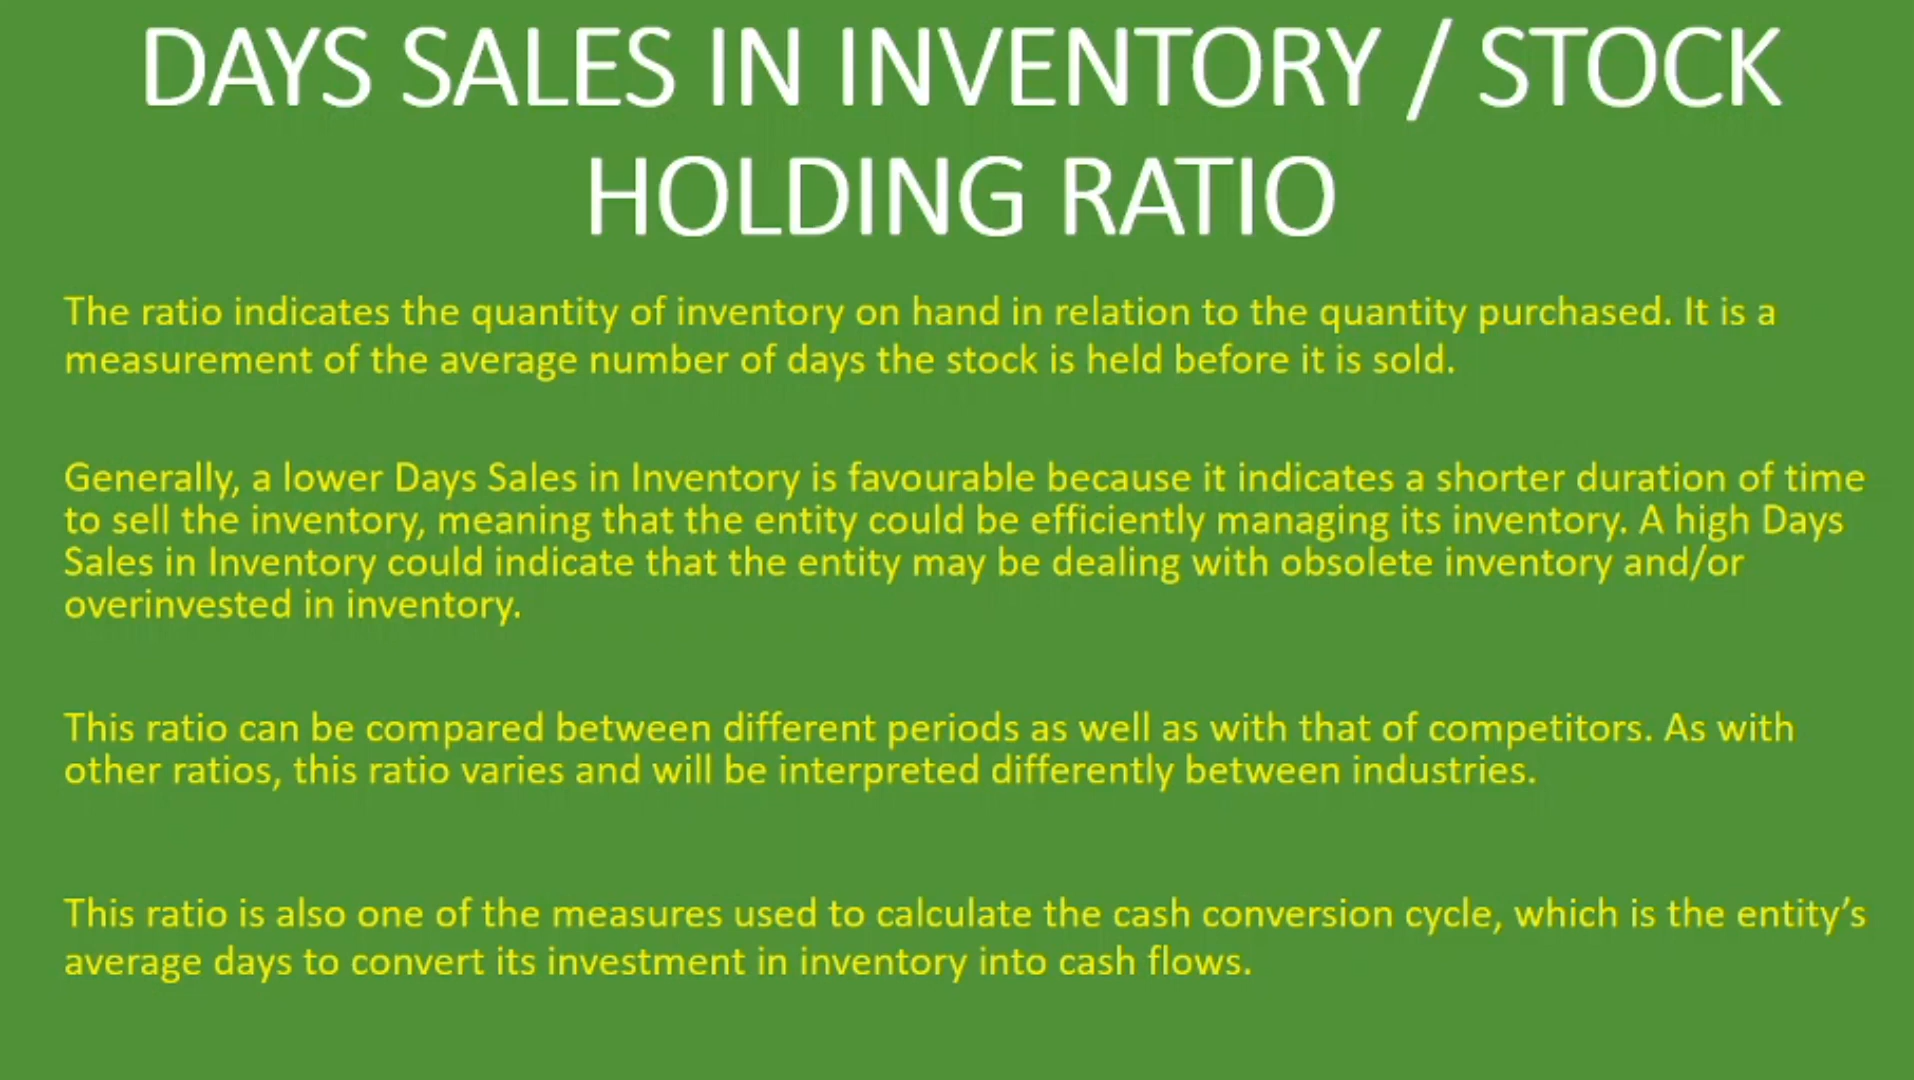 DAYS SALES IN INVENTORY / STOCK
HOLDING RATIO
The ratio indicates the quantity of inventory on hand in relation to the quantity purchased. It is a
measurement of the average number of days the stock is held before it is sold.
Generally, a lower Days Sales in Inventory is favourable because it indicates a shorter duration of time
to sell the inventory, meaning that the entity could be efficiently managing its inventory. A high Days
Sales in Inventory could indicate that the entity may be dealing with obsolete inventory and/or
overinvested in inventory.
This ratio can be compared between different periods as well as with that of competitors. As with
other ratios, this ratio varies and will be interpreted differently between industries.
This ratio is also one of the measures used to calculate the cash conversion cycle, which is the entity’s
average days to convert its investment in inventory into cash flows.